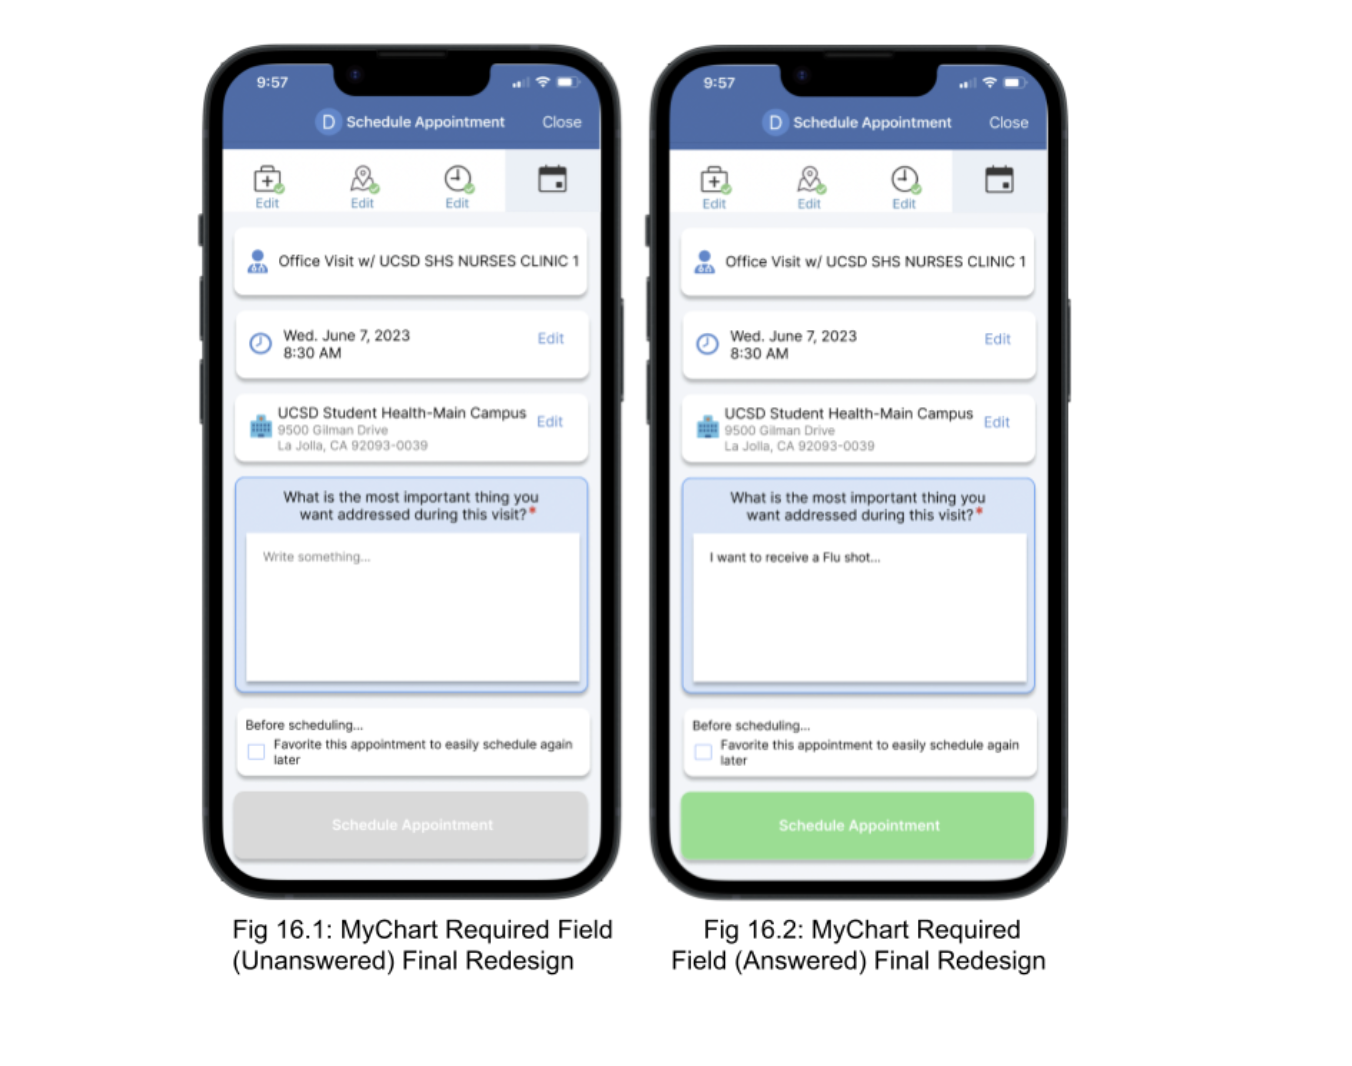 9:57
D Schedule Appointment Close
Edit Edit Edit
Office Visit w/ UCSD SHS NURSES CLINIC 1
Wed. June 7, 2023
8:30 AM
Edit
UCSD Student Health-Main Campus
9500 Gilman Drive
La Jolla, CA 92093-0039
Edit
What is the most important thing you
want addressed during this visit?*
Write something...
Before scheduling...
Favorite this appointment to easily schedule again
later
Schedule Appointment
Fig 16.1: MyChart Required Field
(Unanswered) Final Redesign
9:57
D Schedule Appointment Close
Edit Edit Edit
Office Visit w/ UCSD SHS NURSES CLINIC 1
Wed. June 7, 2023
8:30 AM
Edit
UCSD Student Health-Main Campus
9500 Gilman Drive
La Jolla, CA 92093-0039
Edit
What is the most important thing you
want addressed during this visit?*
I want to receive a Flu shot...
Before scheduling...
Favorite this appointment to easily schedule again
later
Schedule Appointment
Fig 16.2: MyChart Required
Field (Answered) Final Redesign